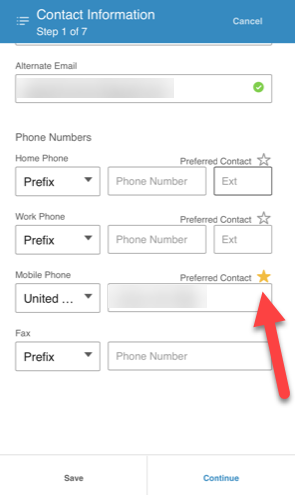 Contact Information
Step 1 of 7
Cancel
Alternate Email
Phone Numbers
Home Phone
Preferred Contact
Prefix
Phone Number
Ext
Work Phone
Preferred Contact
Prefix
Phone Number
Ext
Mobile Phone
Preferred Contact
United ...
Fax
Prefix
Phone Number
Save
Continue